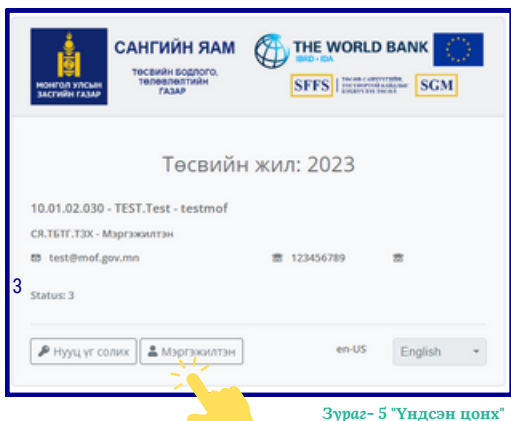 САНГИЙН ЯАМ
ТӨСВИЙН БОДЛОГО,
ТӨЛӨВЛӨЛТИЙН
ГАЗАР
МОНГОЛ УЛСЫН
ЗАСГИЙН ГАЗАР
THE WORLD BANK
IBRD • IDA
SFFS
SGM
Төсвийн жил: 2023
10.01.02.030 - TEST.Test - testmof
СЯ.ТБТГ.ТЗХ - Мэргэжилтэн
test@mof.gov.mn
123456789
3
Status: 3
Нууц үг солих
Мэргэжилтэн
en-US
English
Зураг- 5 "Үндсэн цонх"